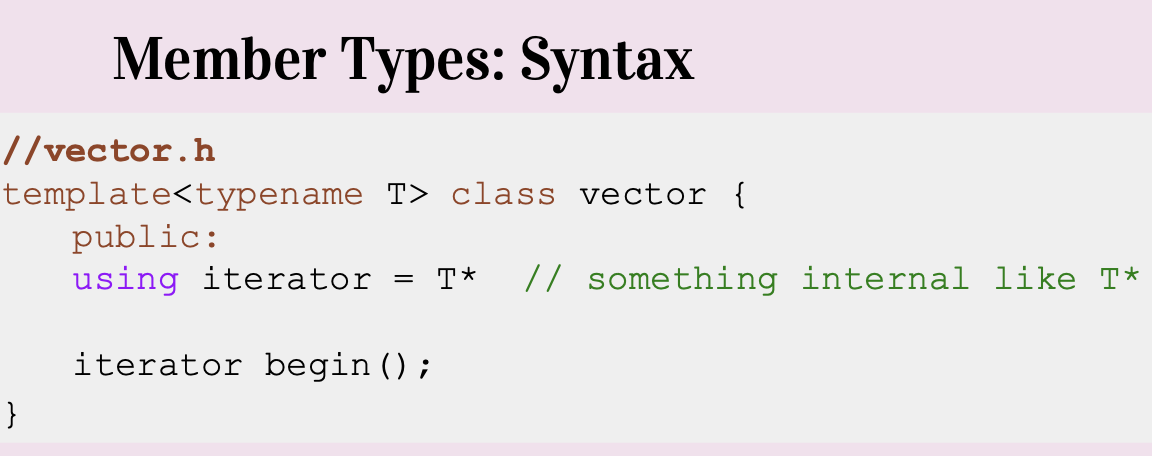 Member Types: Syntax
//vector.h
template<typename T> class vector {
public:
using iterator = T*  // something internal like T*
iterator begin();
}